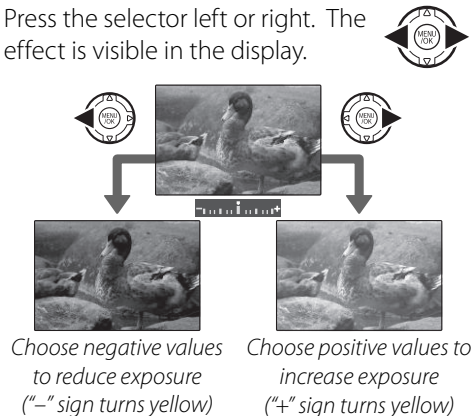 Press the selector left or right. The
effect is visible in the display.
MENU
/OK
MENU
/OK
MENU
/OK
– +
Choose negative values
to reduce exposure
(“–” sign turns yellow)
Choose positive values to
increase exposure
(“+” sign turns yellow)